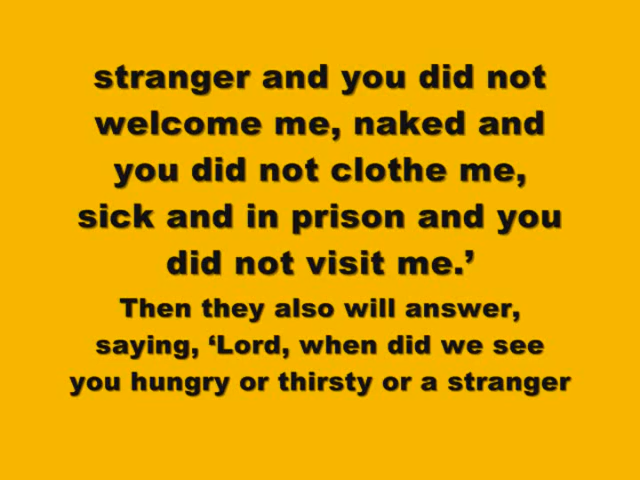 stranger and you did not
welcome me, naked and
you did not clothe me,
sick and in prison and you
did not visit me.’
Then they also will answer,
saying, ‘Lord, when did we see
you hungry or thirsty or a stranger